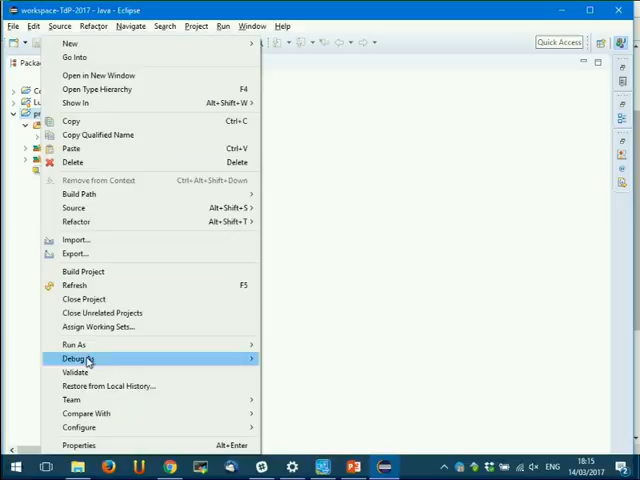 workspace-TdP-2017 - Java - Eclipse
File Edit Source Refactor Navigate Search Project Run Window Help
Quick Access
New
Go Into
Open in New Window
Open Type Hierarchy F4
Show In Alt+Shift+W
Copy Ctrl+C
Copy Qualified Name
Paste Ctrl+V
Delete Delete
Remove from Context Ctrl+Alt+Shift+Down
Build Path
Source Alt+Shift+S
Refactor Alt+Shift+T
Import...
Export...
Build Project
Refresh F5
Close Project
Close Unrelated Projects
Assign Working Sets...
Run As
Debug As
Validate
Restore from Local History...
Team
Compare With
Configure
Properties Alt+Enter
ENG
18:15
14/03/2017